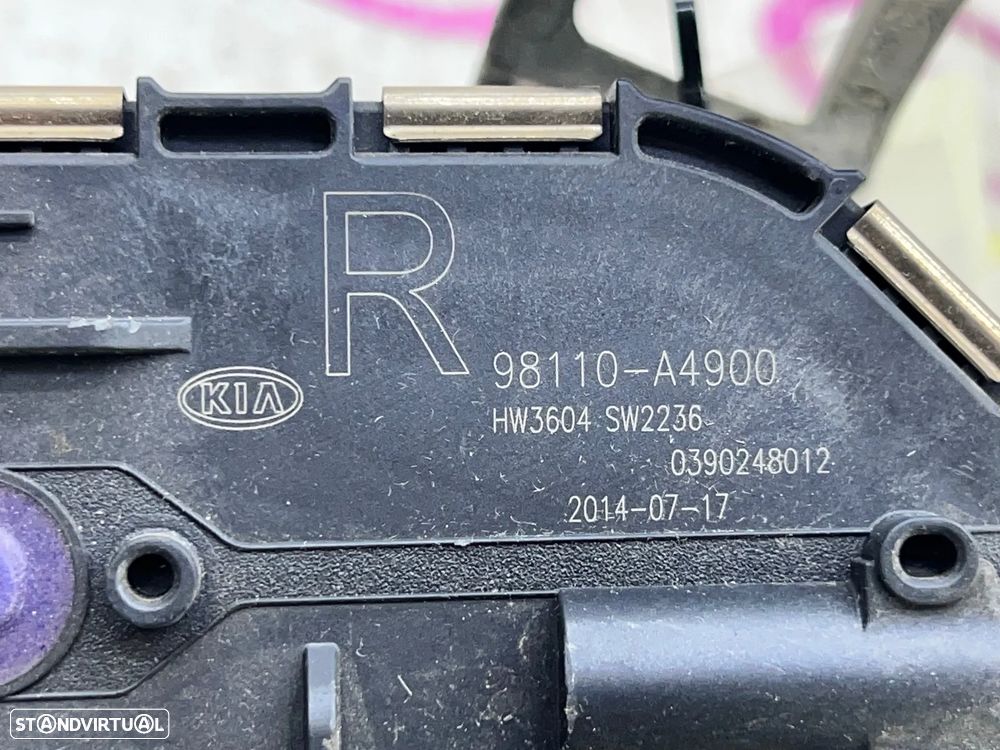 R
98110-A4900
KIA
HW3604 SW2236
0390248012
2014-07-17
STANDVIRTUAL